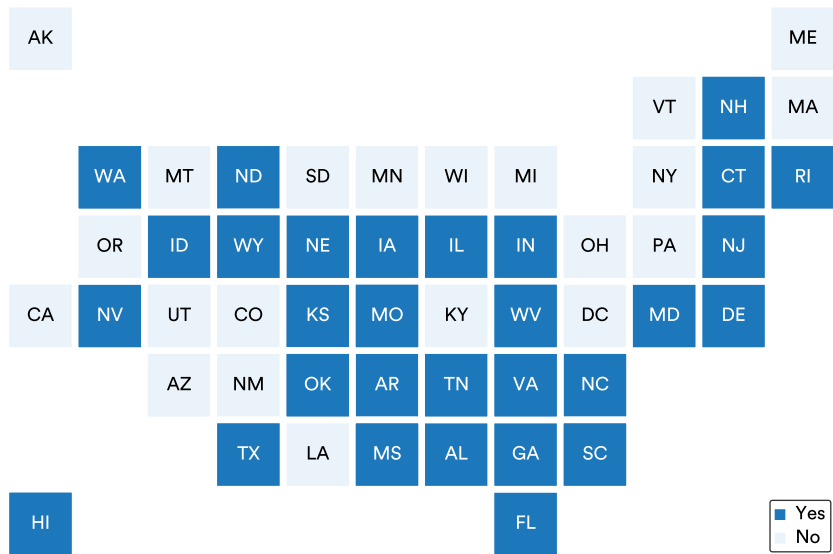 AK ME
VT NH MA
WA MT ND SD MN WI MI NY CT RI
OR ID WY NE IA IL IN OH PA NJ
CA NV UT CO KS MO KY WV DC MD DE
AZ NM OK AR TN VA NC
TX LA MS AL GA SC
HI FL
Yes
No